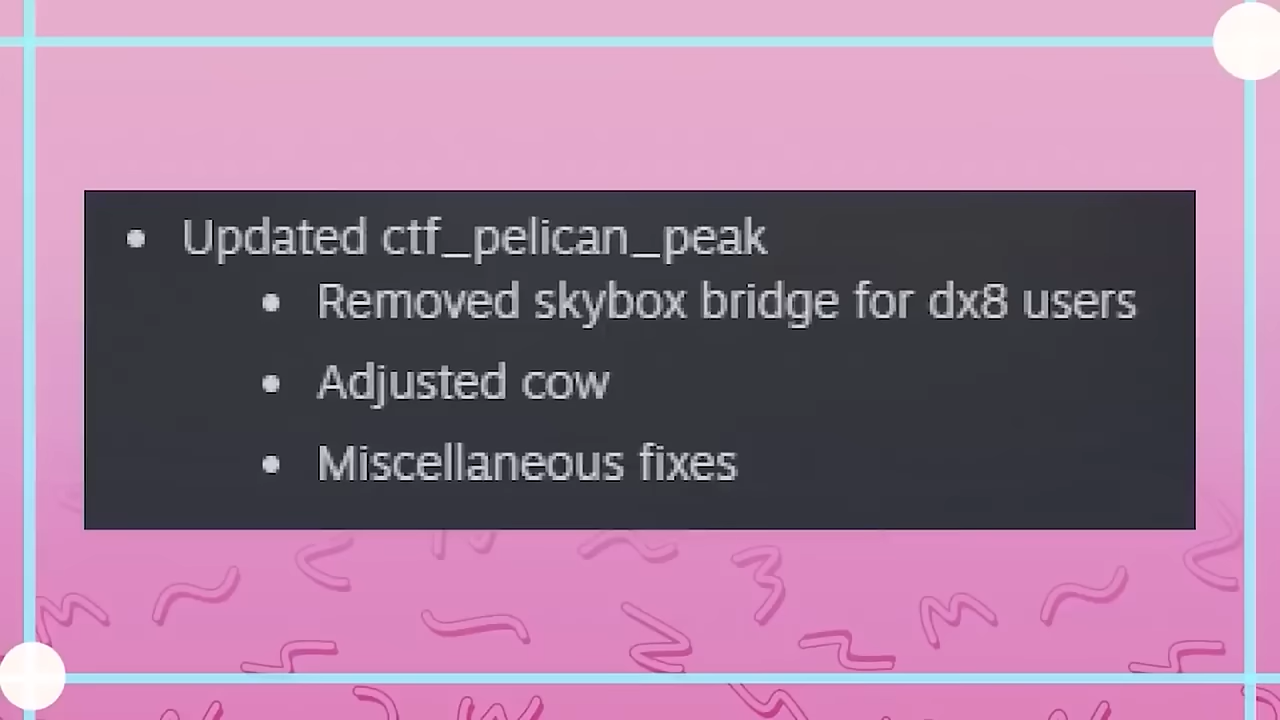 Updated ctf_pelican_peak
Removed skybox bridge for dx8 users
Adjusted cow
Miscellaneous fixes